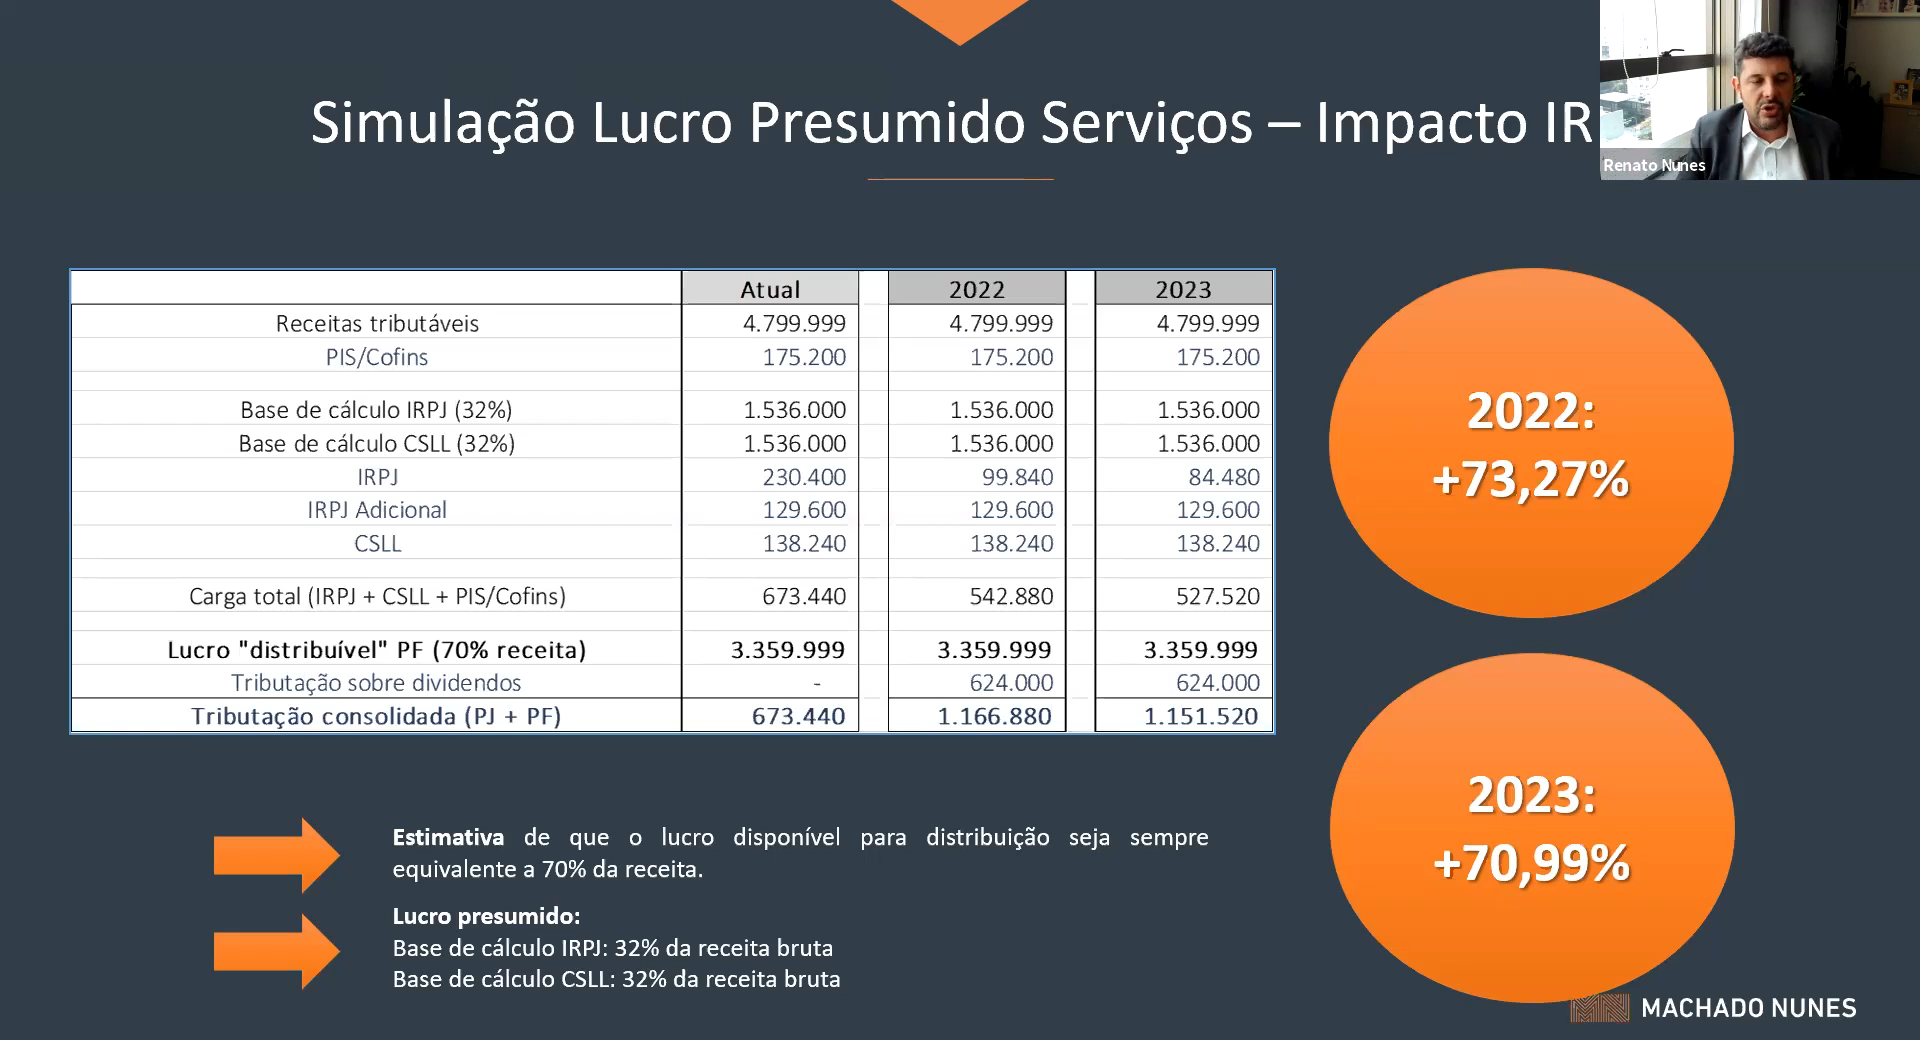 Simulação Lucro Presumido Serviços – Impacto IR
Renato Nunes
Atual 2022 2023
Receitas tributáveis 4.799.999 4.799.999 4.799.999
PIS/Cofins 175.200 175.200 175.200
Base de cálculo IRPJ (32%) 1.536.000 1.536.000 1.536.000
Base de cálculo CSLL (32%) 1.536.000 1.536.000 1.536.000
IRPJ 230.400 99.840 84.480
IRPJ Adicional 129.600 129.600 129.600
CSLL 138.240 138.240 138.240
Carga total (IRPJ + CSLL + PIS/Cofins) 673.440 542.880 527.520
Lucro "distribuível" PF (70% receita) 3.359.999 3.359.999 3.359.999
Tributação sobre dividendos - 624.000 624.000
Tributação consolidada (PJ + PF) 673.440 1.166.880 1.151.520
2022:
+73,27%
2023:
+70,99%
Estimativa de que o lucro disponível para distribuição seja sempre
equivalente a 70% da receita.
Lucro presumido:
Base de cálculo IRPJ: 32% da receita bruta
Base de cálculo CSLL: 32% da receita bruta
MACHADO NUNES